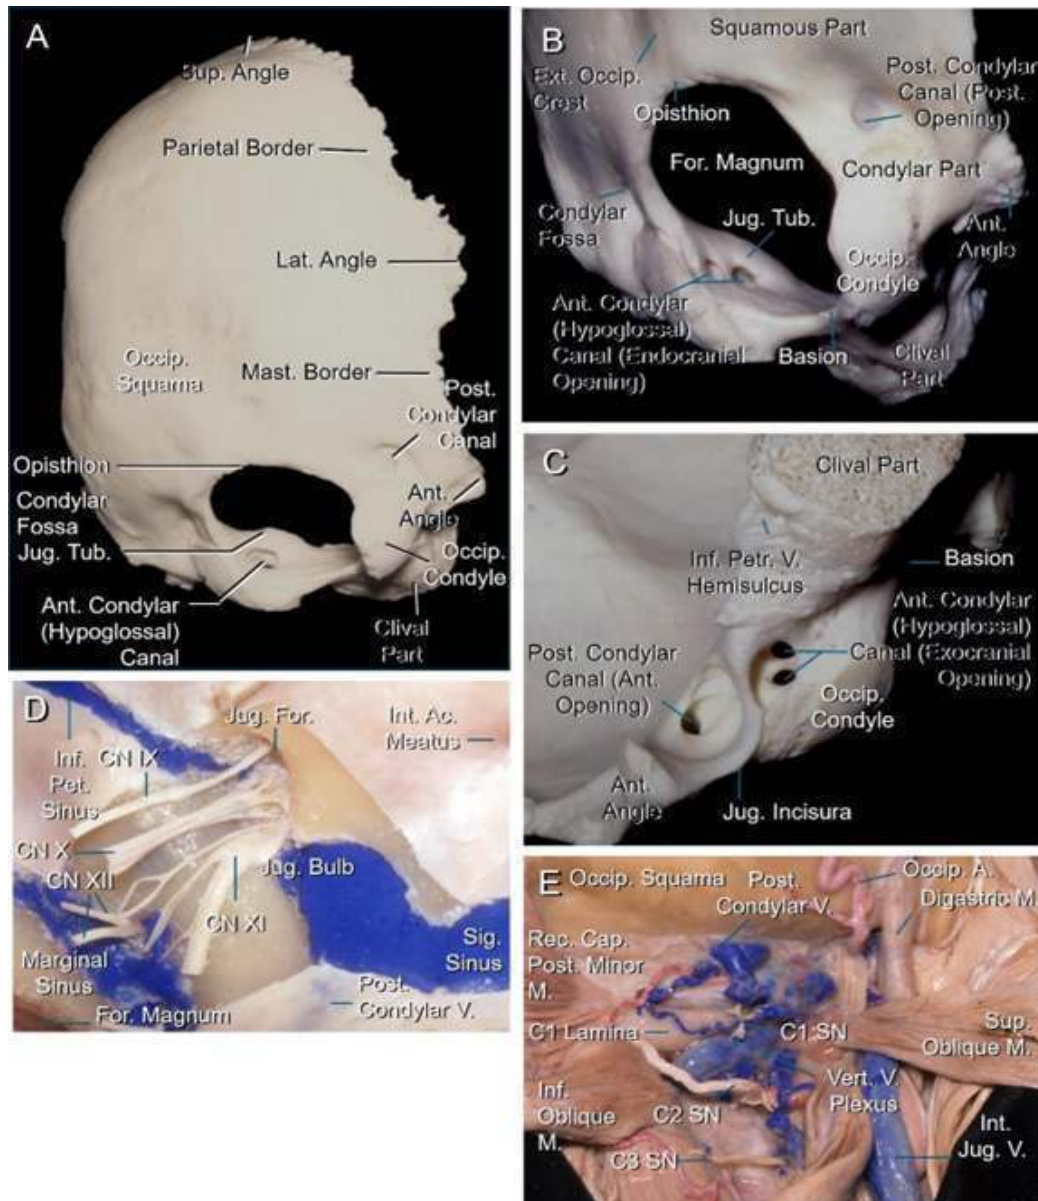 A
Sup. Angle
Parietal Border
Lat. Angle
Occip.
Squama
Mast. Border
Post.
Condylar
Canal
Opisthion
Condylar
Fossa
Jug. Tub.
Ant.
Angle
Occip.
Condyle
Ant. Condylar
(Hypoglossal)
Canal
Clival
Part
B
Squamous Part
Ext. Occip.
Crest
Opisthion
Post. Condylar
Canal (Post.
Opening)
For. Magnum
Condylar Part
Condylar
Fossa
Jug. Tub.
Ant.
Angle
Occip.
Condyle
Ant. Condylar
(Hypoglossal)
Canal (Endocranial
Opening)
Basion
Clival
Part
C
Clival Part
Inf. Petr. V.
Hemisulcus
Basion
Ant. Condylar
(Hypoglossal)
Canal (Exocranial
Opening)
Post. Condylar
Canal (Ant.
Opening)
Occip.
Condyle
Ant.
Angle
Jug. Incisura
D
Jug. For.
Int. Ac.
Meatus
Inf.
Pet.
Sinus
CN IX
CN X
CN XII
Jug. Bulb
CN XI
Marginal
Sinus
Sig.
Sinus
For. Magnum
Post.
Condylar V.
E
Occip. Squama
Post.
Condylar V.
Occip. A.
Digastric M.
Rec. Cap.
Post. Minor
M.
C1 Lamina
C1 SN
Sup.
Oblique M.
Inf.
Oblique
M.
C2 SN
Vert. V.
Plexus
C3 SN
Int.
Jug. V.